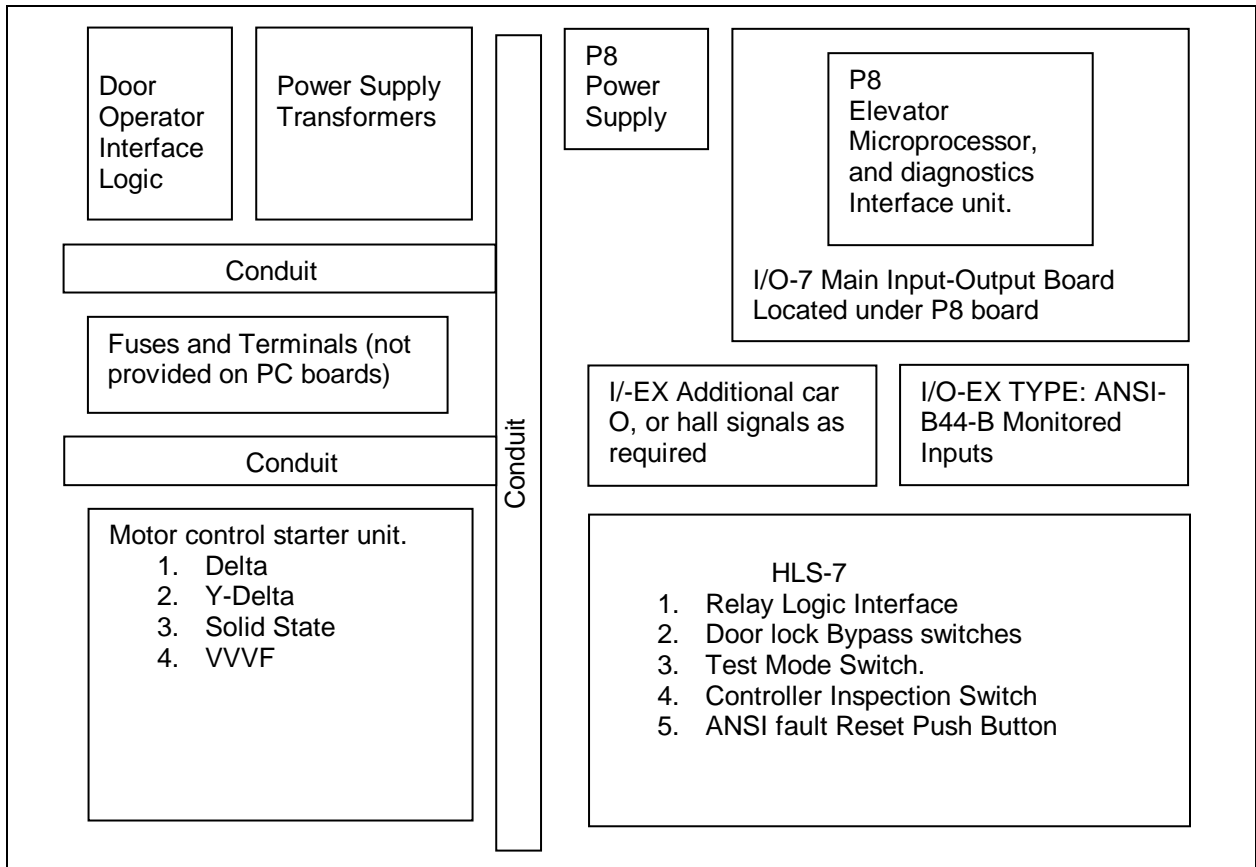 Door
Operator
Interface
Logic
Power Supply
Transformers
Conduit
Fuses and Terminals (not
provided on PC boards)
Conduit
Motor control starter unit.
1. Delta
2. Y-Delta
3. Solid State
4. VVVF
Conduit
P8
Power
Supply
P8
Elevator
Microprocessor,
and diagnostics
Interface unit.
I/O-7 Main Input-Output Board
Located under P8 board
I/-EX Additional car
O, or hall signals as
required
I/O-EX TYPE: ANSI-
B44-B Monitored
Inputs
HLS-7
1. Relay Logic Interface
2. Door lock Bypass switches
3. Test Mode Switch.
4. Controller Inspection Switch
5. ANSI fault Reset Push Button